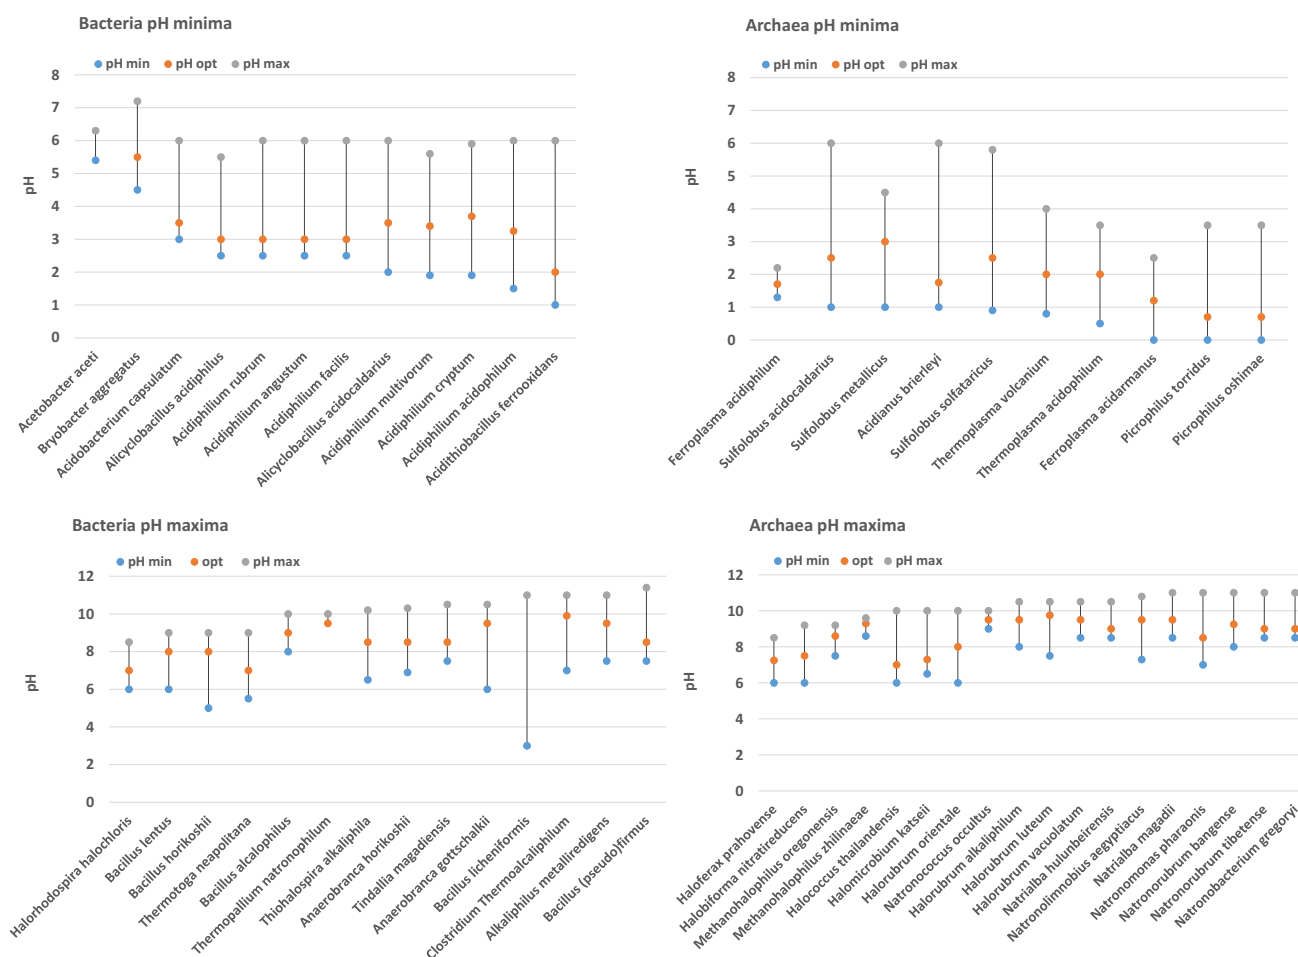 Bacteria pH minima
pH min pH opt pH max
8
7
6
5
4
3
2
1
0
pH
Acetobacter aceti
Bryobacter aggregatus
Acidobacterium capsulatum
Alicyclobacillus acidiphilus
Acidiphilium rubrum
Acidiphilium angustum
Acidiphilium facilis
Alicyclobacillus acidocaldarius
Acidiphilium multivorum
Acidiphilium cryptum
Acidiphilium acidophilum
Acidithiobacillus ferrooxidans
Archaea pH minima
pH min pH opt pH max
8
7
6
5
4
3
2
1
0
pH
Ferroplasma acidiphilum
Sulfolobus acidocaldarius
Sulfolobus metallicus
Acidianus brierleyi
Sulfolobus solfataricus
Thermoplasma volcanium
Thermoplasma acidophilum
Ferroplasma acidarmanus
Picrophilus torridus
Picrophilus oshimae
Bacteria pH maxima
pH min opt pH max
12
10
8
6
4
2
0
pH
Halorhodospira halochloris
Bacillus lentus
Bacillus horikoshii
Thermotoga neapolitana
Bacillus alcalophilus
Thermopallium natronophilum
Thiohalospira alkaliphila
Anaerobranca horikoshii
Tindallia magadiensis
Anaerobranca gottschalkii
Bacillus licheniformis
Clostridium Thermoalcaliphilum
Alkaliphilus metalliredigens
Bacillus (pseudo)firmus
Archaea pH maxima
pH min opt pH max
12
10
8
6
4
2
0
pH
Haloferax prahovense
Halobiforma nitratireducens
Methanohalophilus oregonensis
Methanohalophilus zhilinaeae
Halococcus thailandensis
Halomicrobium katseii
Halorubrum orientale
Natronococcus occultus
Halorubrum alkaliphilum
Halorubrum luteum
Halorubrum vacuolatum
Natrialba hulunbeirensis
Natronolimnobius aegyptiacus
Natrialba magadii
Natronomonas pharaonis
Natronorubrum bangense
Natronorubrum tibetense
Natronobacterium gregoryi